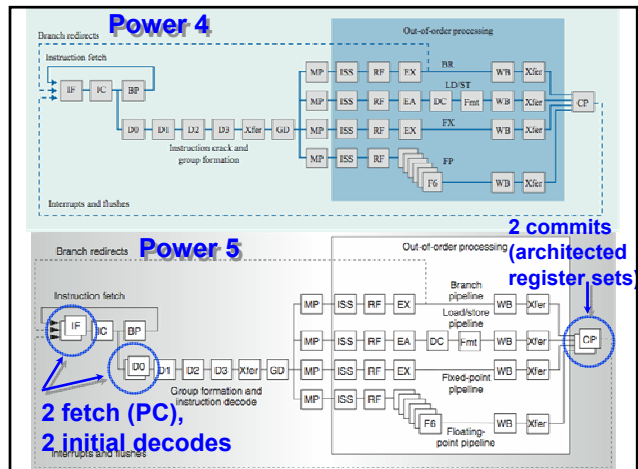 Power 4
Out-of-order processing
Branch redirects
Instruction fetch
BR
MP ISS RF EX WB Xfer
LD/ST
IF IC BP
MP ISS RF EA DC Fmt WB Xfer CP
FX
D0 D1 D2 D3 Xfer GD MP ISS RF EX WB Xfer
Instruction crack and
group formation
FP
MP ISS RF F6 WB Xfer
Interrupts and flushes
2 commits
(architected
register sets)
Power 5
Out-of-order processing
Branch redirects
Instruction fetch
Branch
pipeline
MP ISS RF EX WB Xfer
Load/store
pipeline
IF IC BP
MP ISS RF EA DC Fmt WB Xfer CP
D0 D1 D2 D3 Xfer GD MP ISS RF EX WB Xfer
Group formation and
instruction decode
Fixed-point
pipeline
MP ISS RF F6 WB Xfer
Floating-
point pipeline
2 fetch (PC),
2 initial decodes
Interrupts and flushes